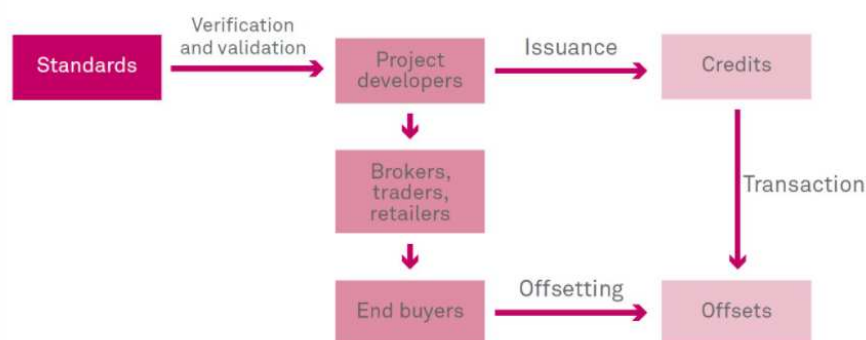 Verification
and validation
Standards
Project
developers
Issuance
Credits
Brokers,
traders,
retailers
Transaction
End buyers
Offsetting
Offsets